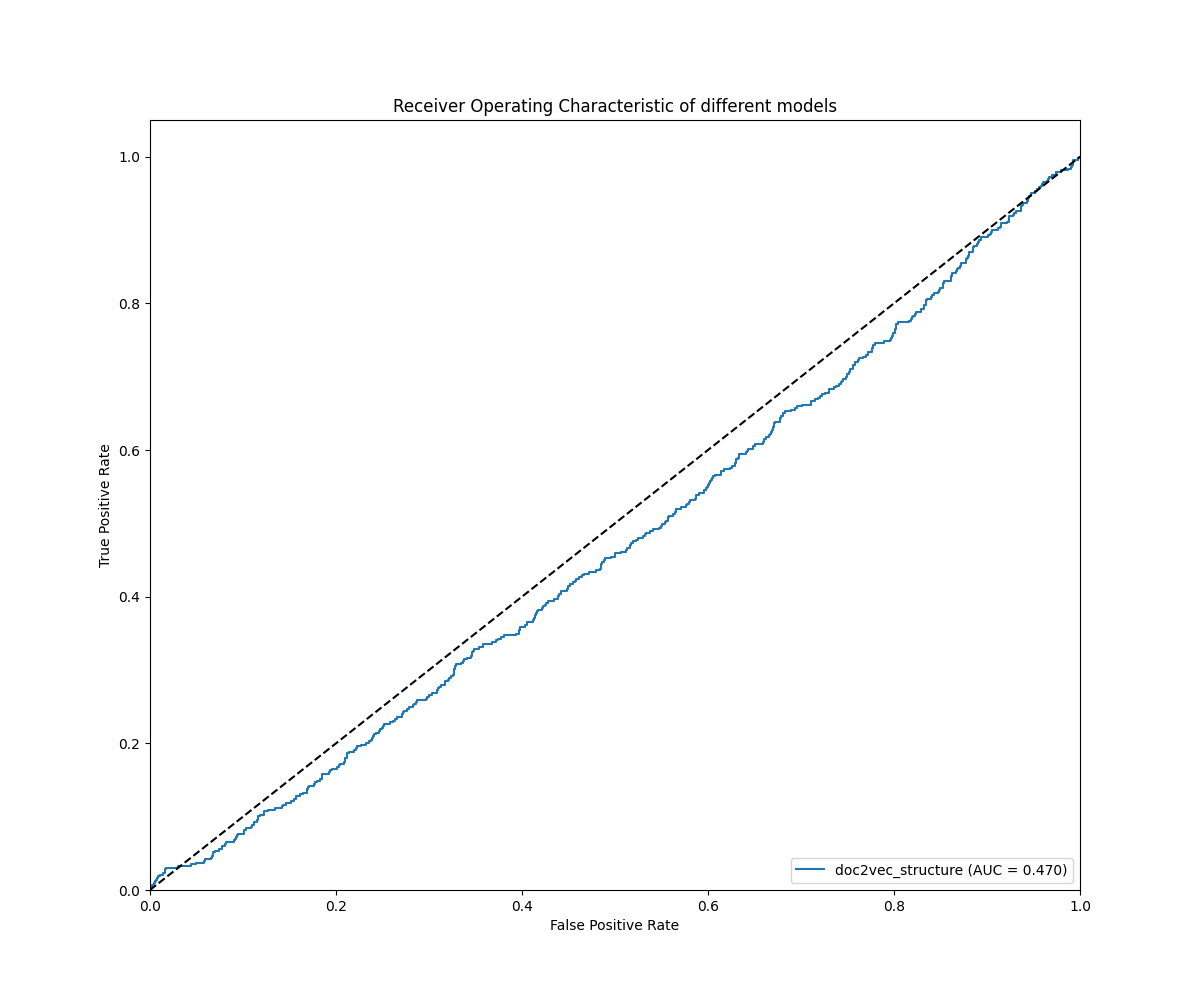 Receiver Operating Characteristic of different models
True Positive Rate
1.0
0.8
0.6
0.4
0.2
0.0
doc2vec_structure (AUC = 0.470)
0.0 0.2 0.4 0.6 0.8 1.0
False Positive Rate